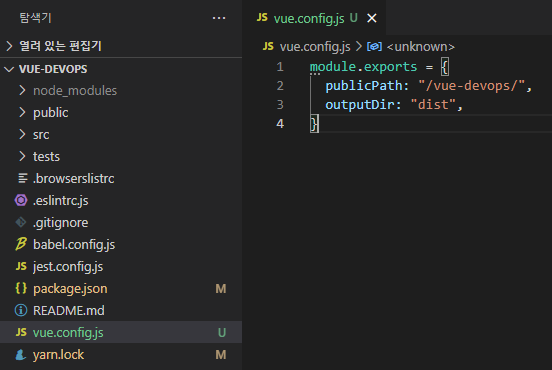 탐색기
열려 있는 편집기
VUE-DEVOPS
node_modules
public
src
tests
.browserslistrc
.eslintrc.js
.gitignore
babel.config.js
JS jest.config.js
{} package.json M
README.md
JS vue.config.js U
yarn.lock M
JS vue.config.js U
JS vue.config.js > <unknown>
1 module.exports = {
2 publicPath: "/vue-devops/",
3 outputDir: "dist",
4 }